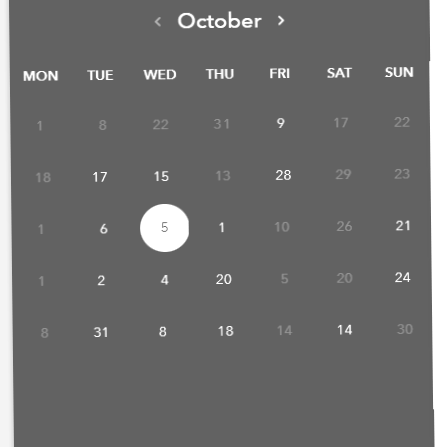 ‹ October ›
MON TUE WED THU FRI SAT SUN
1 8 22 31 9 17 22
18 17 15 13 28 29 23
1 6 5 1 10 26 21
1 2 4 20 5 20 24
8 31 8 18 14 14 30